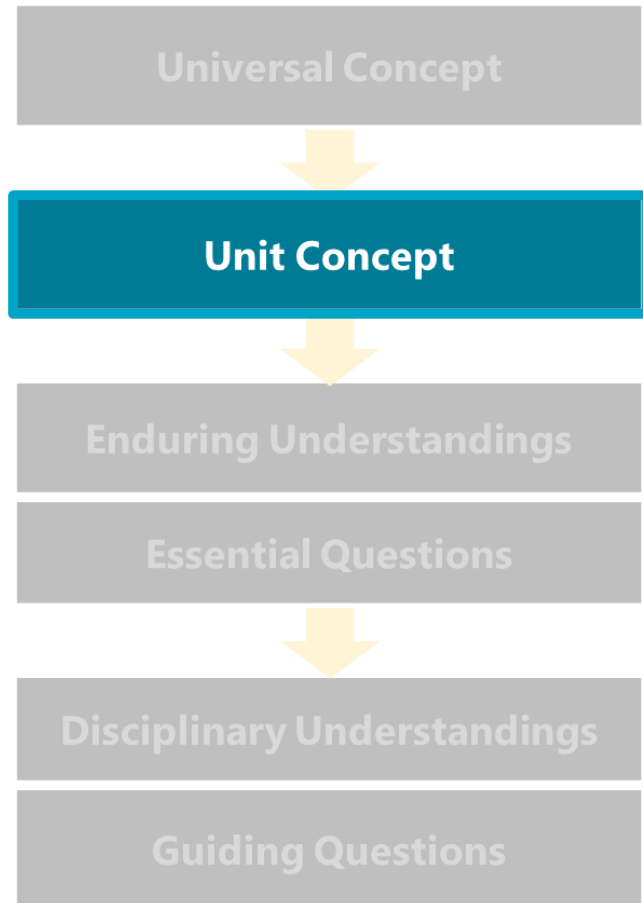 Universal Concept
Unit Concept
Enduring Understandings
Essential Questions
Disciplinary Understandings
Guiding Questions